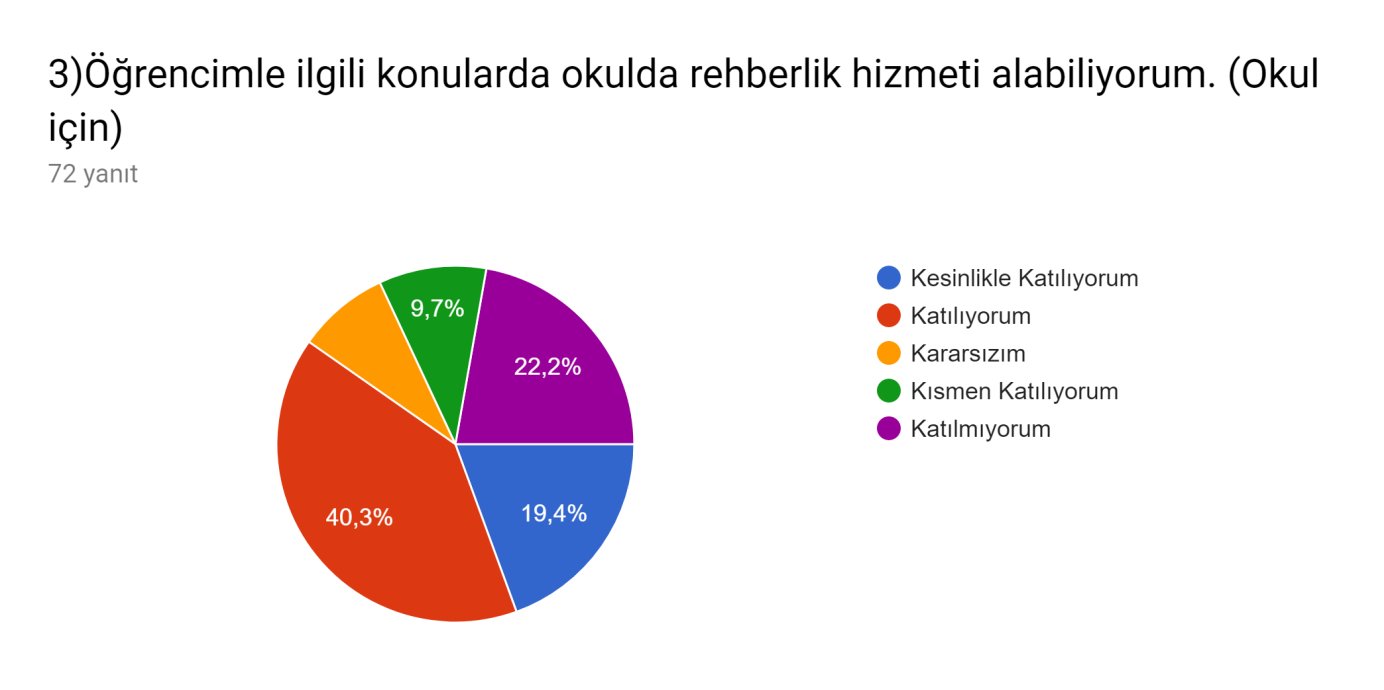 3)Öğrencimle ilgili konularda okulda rehberlik hizmeti alabiliyorum. (Okul
için)
72 yanıt
9,7%
22,2%
40,3%
19,4%
Kesinlikle Katılıyorum
Katılıyorum
Kararsızım
Kısmen Katılıyorum
Katılmıyorum